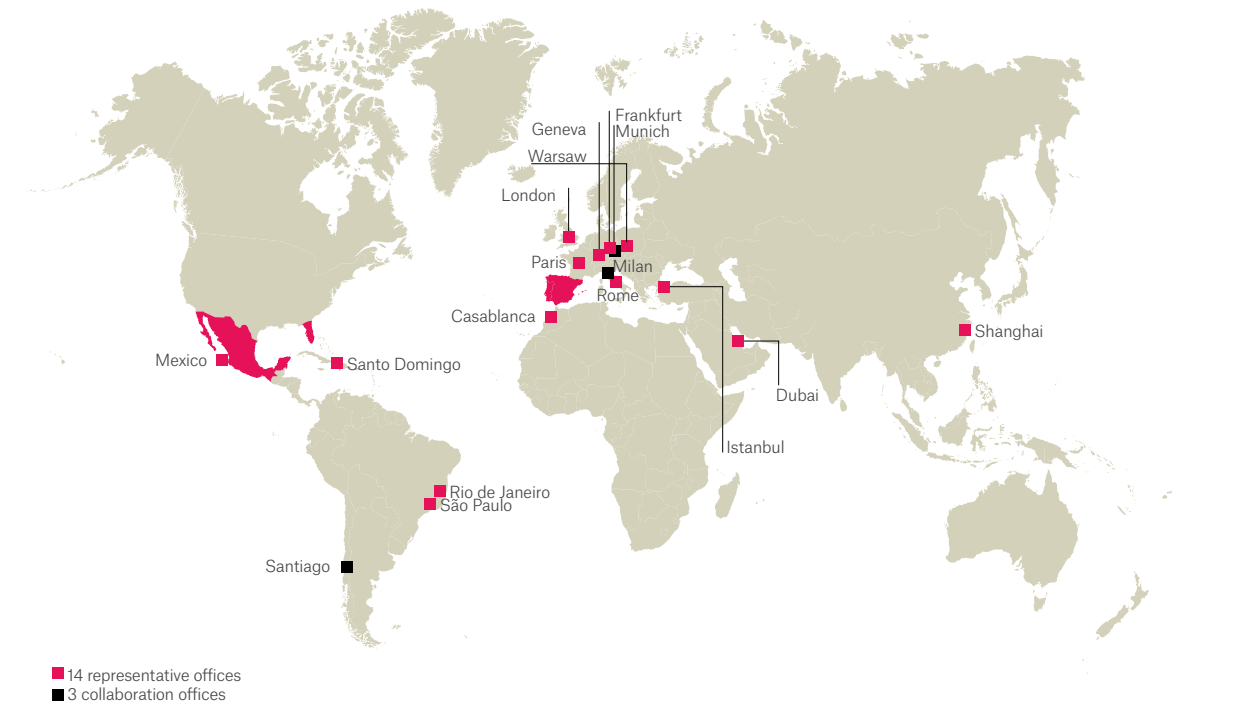 Frankfurt
Geneva
Munich
Warsaw
London
Paris
Milan
Rome
Casablanca
Shanghai
Mexico
Santo Domingo
Dubai
Istanbul
Rio de Janeiro
São Paulo
Santiago
14 representative offices
3 collaboration offices